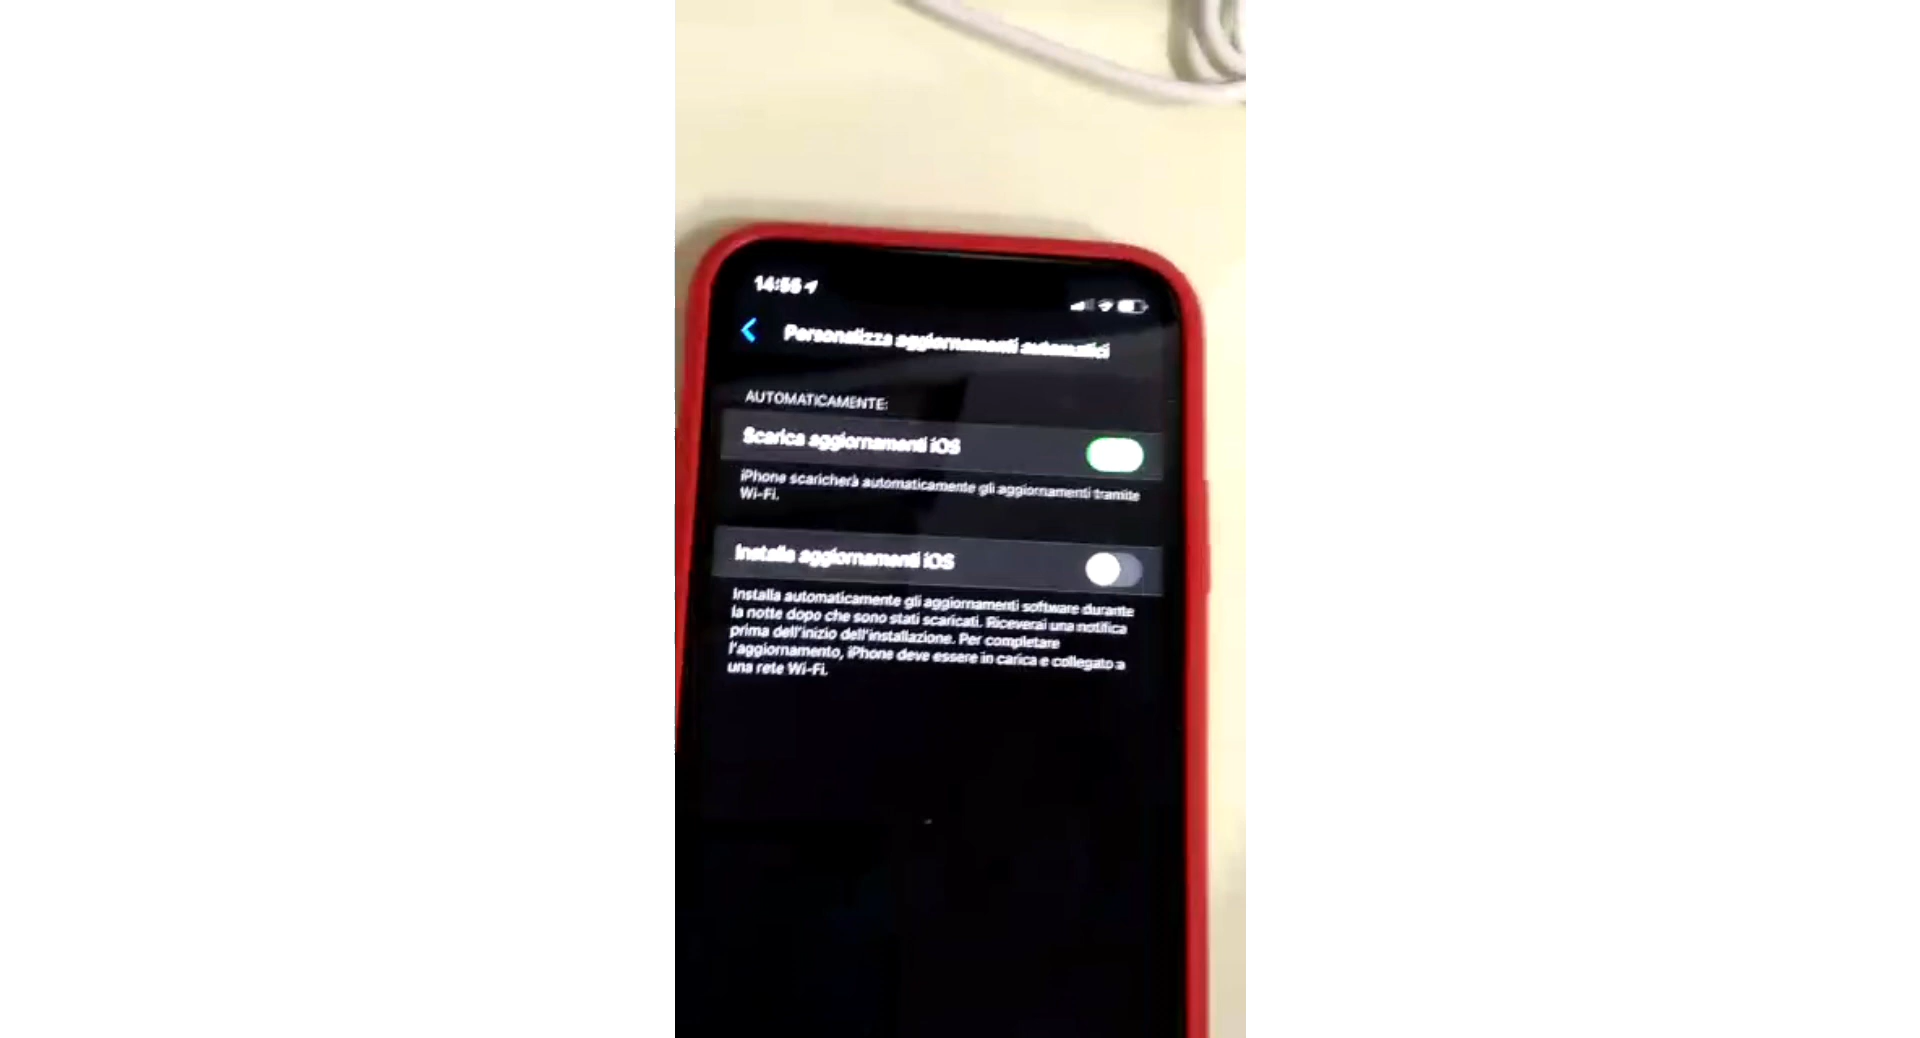 14:56
Personalizza aggiornamenti automatici
AUTOMATICAMENTE:
Scarica aggiornamenti iOS
iPhone scaricherà automaticamente gli aggiornamenti tramite
Wi-Fi.
Installa aggiornamenti iOS
Installa automaticamente gli aggiornamenti software durante
la notte dopo che sono stati scaricati. Riceverai una notifica
prima dell'inizio dell'installazione. Per completare
l'aggiornamento, iPhone deve essere in carica e collegato a
una rete Wi-Fi.